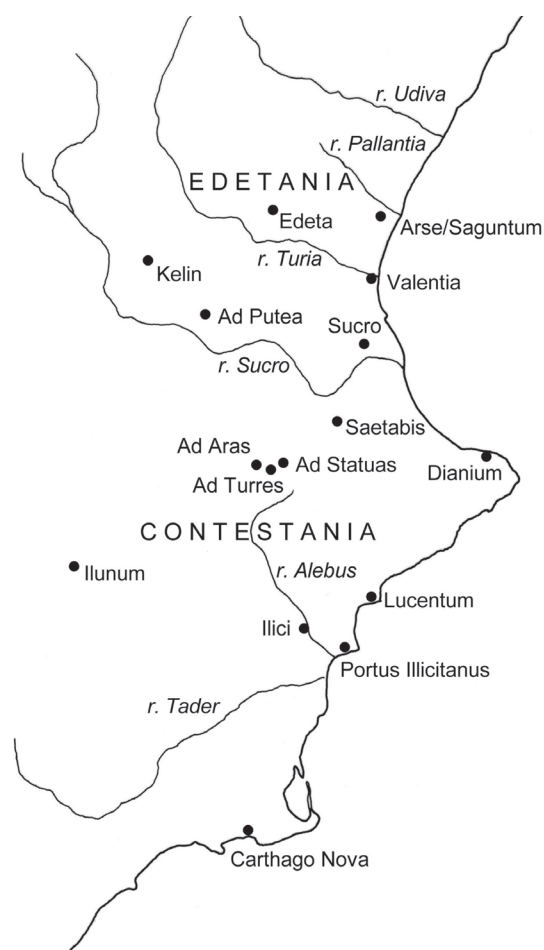 r. Udiva
r. Pallantia
EDETANIA
Edeta
Arse/Saguntum
r. Turia
Kelin
Valentia
Ad Putea
Sucro
r. Sucro
Saetabis
Ad Aras
Ad Statuas
Dianium
Ad Turres
CONTESTANIA
Ilunum
r. Alebus
Lucentum
Ilici
Portus Illicitanus
r. Tader
Carthago Nova